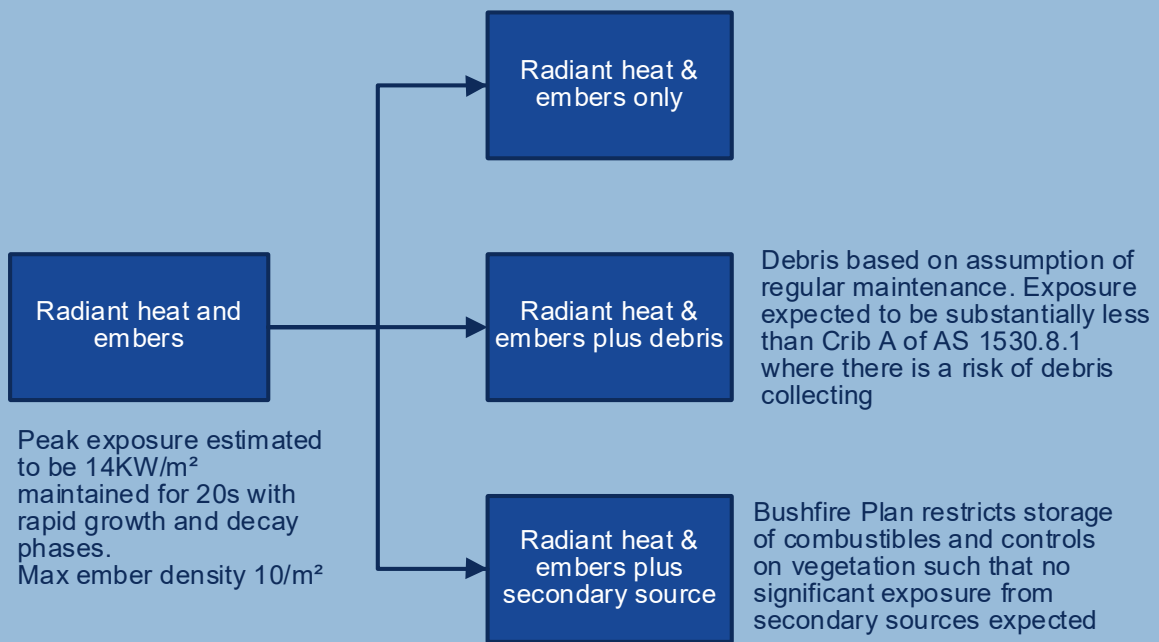 Radiant heat &
embers only
Radiant heat and
embers
Peak exposure estimated
to be 14KW/m²
maintained for 20s with
rapid growth and decay
phases.
Max ember density 10/m²
Radiant heat &
embers plus debris
Debris based on assumption of
regular maintenance. Exposure
expected to be substantially less
than Crib A of AS 1530.8.1
where there is a risk of debris
collecting
Radiant heat &
embers plus
secondary source
Bushfire Plan restricts storage
of combustibles and controls
on vegetation such that no
significant exposure from
secondary sources expected